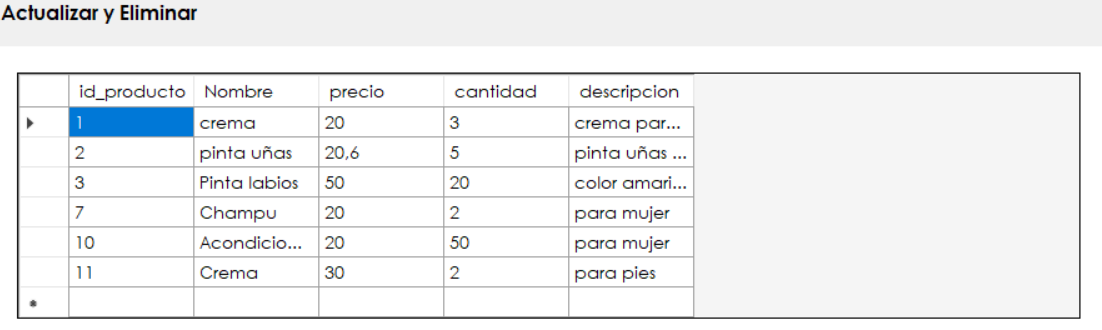 Actualizar y Eliminar
id_producto Nombre precio cantidad descripcion
1 crema 20 3 crema par...
2 pinta uñas 20,6 5 pinta uñas ...
3 Pinta labios 50 20 color amari...
7 Champu 20 2 para mujer
10 Acondicio... 20 50 para mujer
11 Crema 30 2 para pies